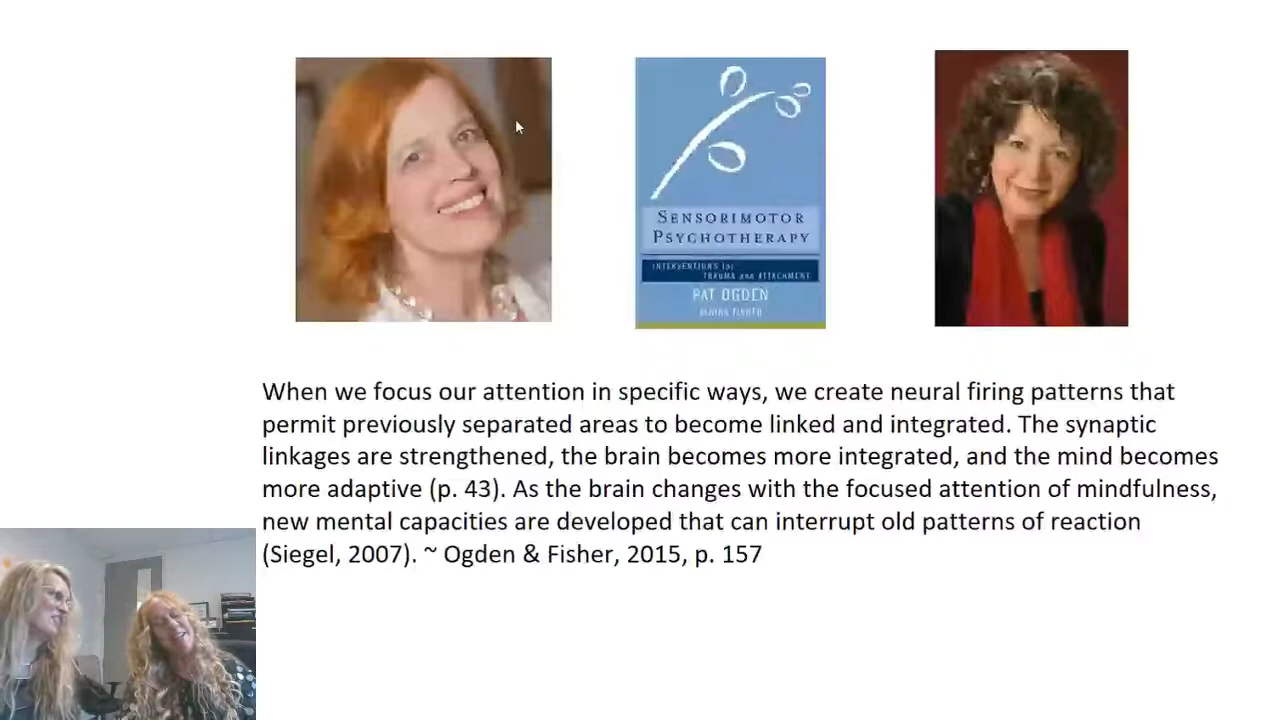 SENSORIMOTOR
PSYCHOTHERAPY
INTERVENTIONS for
TRAUMA and ATTACHMENT
PAT OGDEN
JANINA FISHER
When we focus our attention in specific ways, we create neural firing patterns that
permit previously separated areas to become linked and integrated. The synaptic
linkages are strengthened, the brain becomes more integrated, and the mind becomes
more adaptive (p. 43). As the brain changes with the focused attention of mindfulness,
new mental capacities are developed that can interrupt old patterns of reaction
(Siegel, 2007). ~ Ogden & Fisher, 2015, p. 157